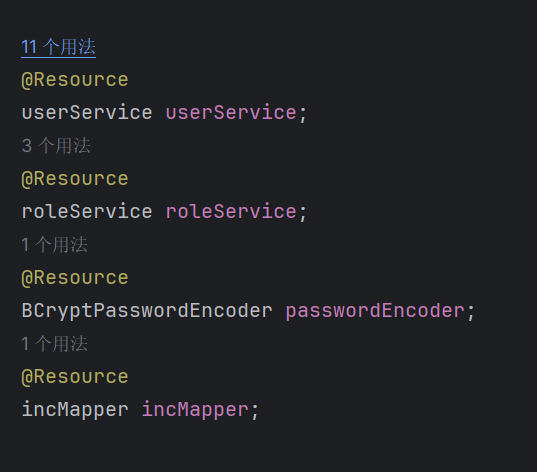 11 个用法
@Resource
userService userService;
3 个用法
@Resource
roleService roleService;
1 个用法
@Resource
BCryptPasswordEncoder passwordEncoder;
1 个用法
@Resource
incMapper incMapper;